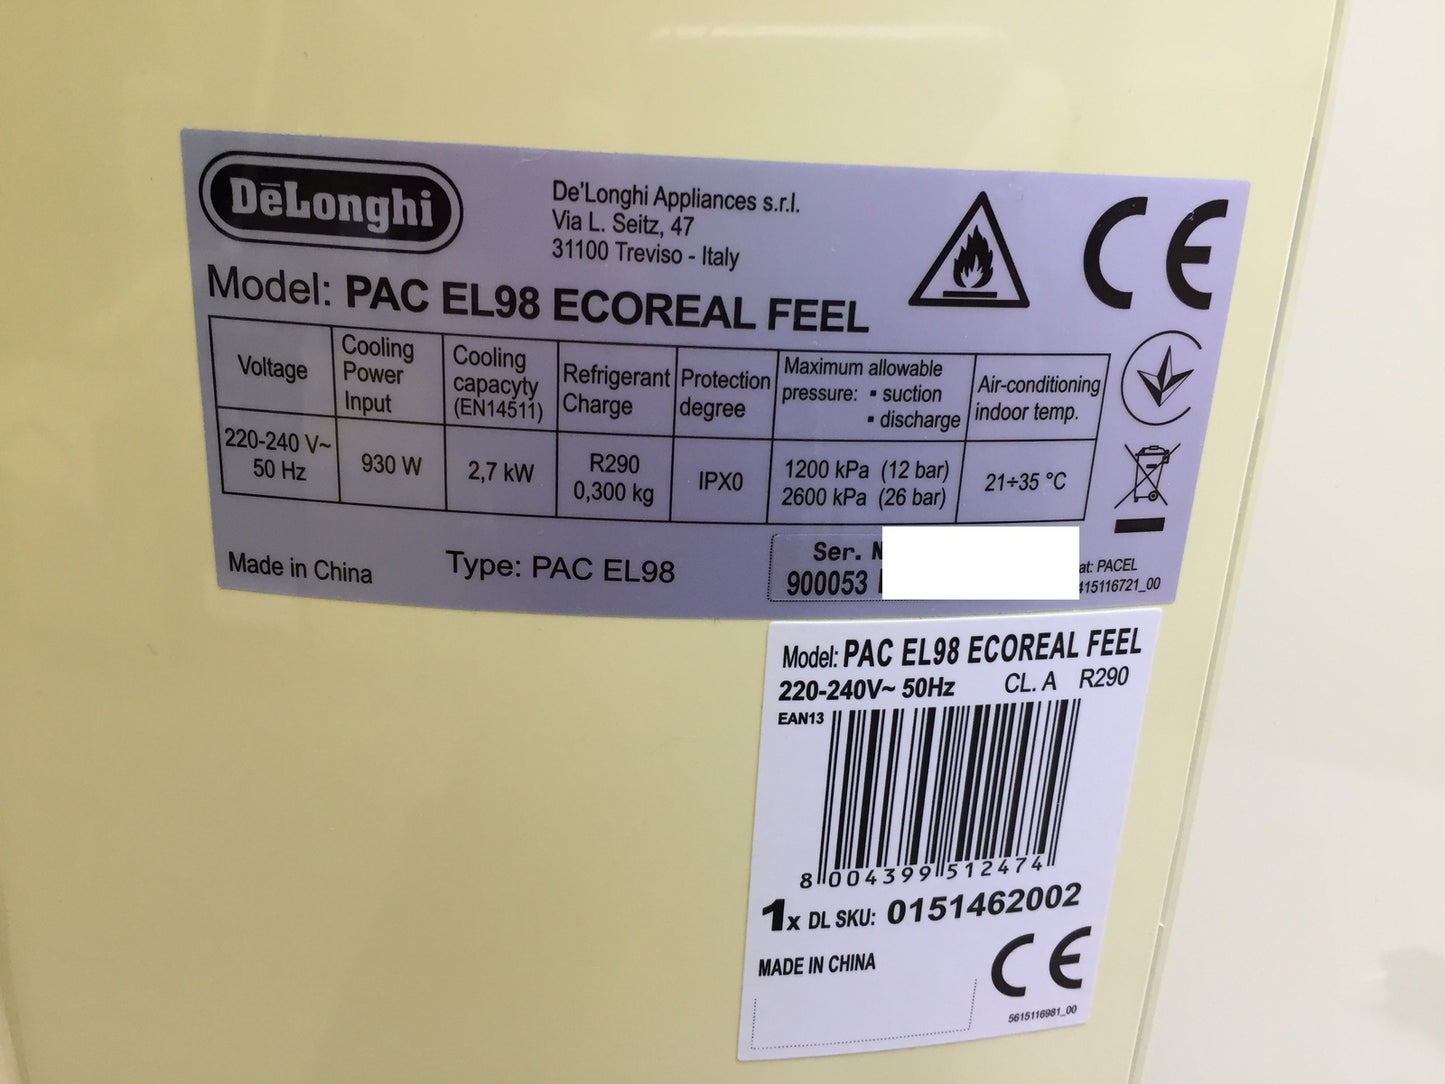 DēLonghi
De'Longhi Appliances s.r.l.
Via L. Seitz, 47
31100 Treviso - Italy
CE
Model: PAC EL98 ECOREAL FEEL
Voltage
Cooling
Power
Input
Cooling
capacyty
(EN14511)
Refrigerant
Charge
Protection
degree
Maximum allowable
pressure: ▪ suction
▪ discharge
Air-conditioning
indoor temp.
220-240 V~
50 Hz
930 W
2,7 kW
R290
0,300 kg
IPX0
1200 kPa (12 bar)
2600 kPa (26 bar)
21÷35 °C
Made in China
Type: PAC EL98
Ser.
900053
PACEL
415116721_00
Model: PAC EL98 ECOREAL FEEL
220-240V~ 50Hz CL. A R290
EAN13
8 004399 512474
1x DL SKU: 0151462002
MADE IN CHINA
CE
5615116981_00